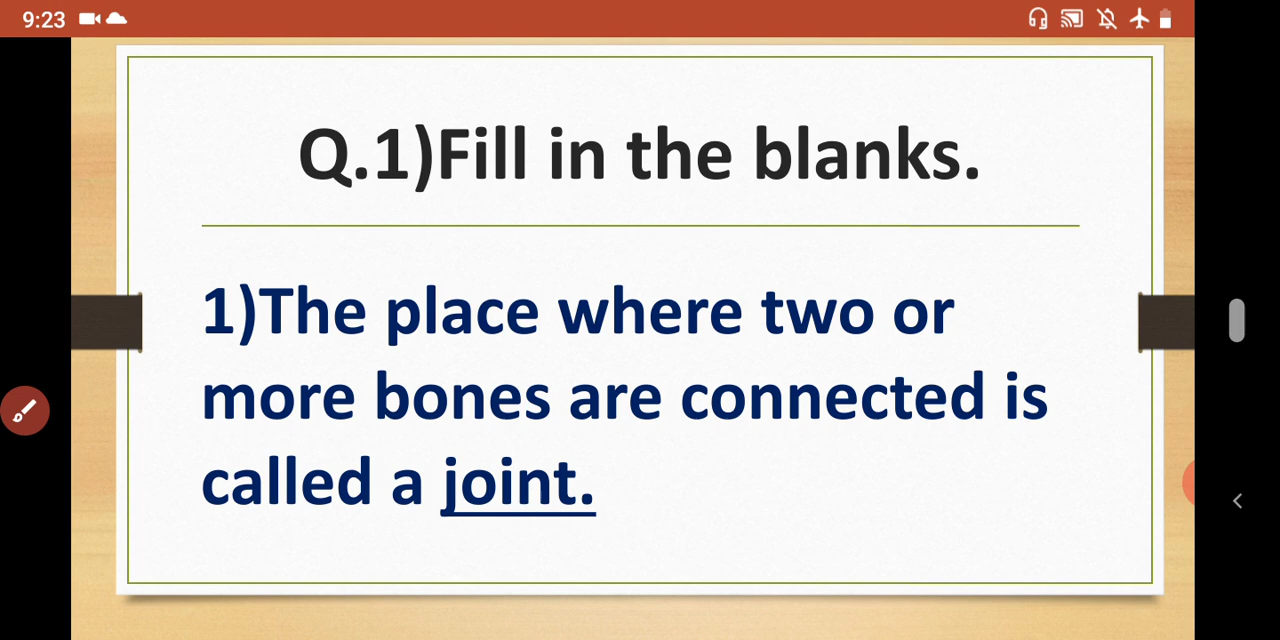 9:23
Q.1)Fill in the blanks.
1)The place where two or
more bones are connected is
called a joint.